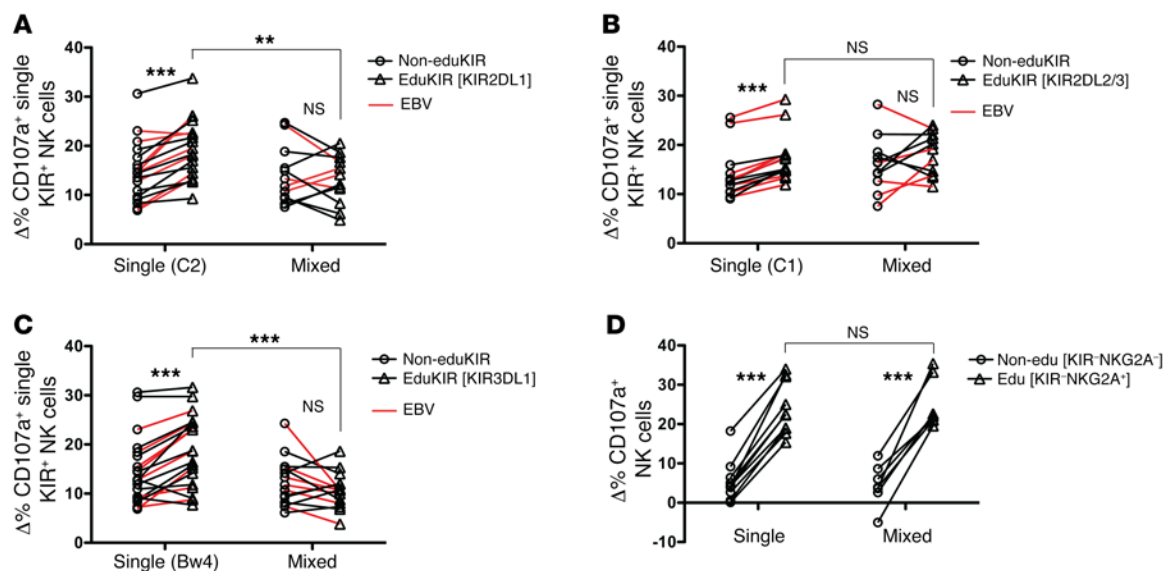 A
**
***
NS
Non-eduKIR
EduKIR [KIR2DL1]
EBV
Δ% CD107a⁺ single
KIR⁺ NK cells
40
30
20
10
0
Single (C2)
Mixed
B
NS
***
NS
Non-eduKIR
EduKIR [KIR2DL2/3]
EBV
Δ% CD107a⁺ single
KIR⁺ NK cells
40
30
20
10
0
Single (C1)
Mixed
C
***
***
NS
Non-eduKIR
EduKIR [KIR3DL1]
EBV
Δ% CD107a⁺ single
KIR⁺ NK cells
40
30
20
10
0
Single (Bw4)
Mixed
D
NS
***
***
Non-edu [KIR⁻NKG2A⁻]
Edu [KIR⁻NKG2A⁺]
Δ% CD107a⁺
NK cells
40
30
20
10
0
-10
Single
Mixed